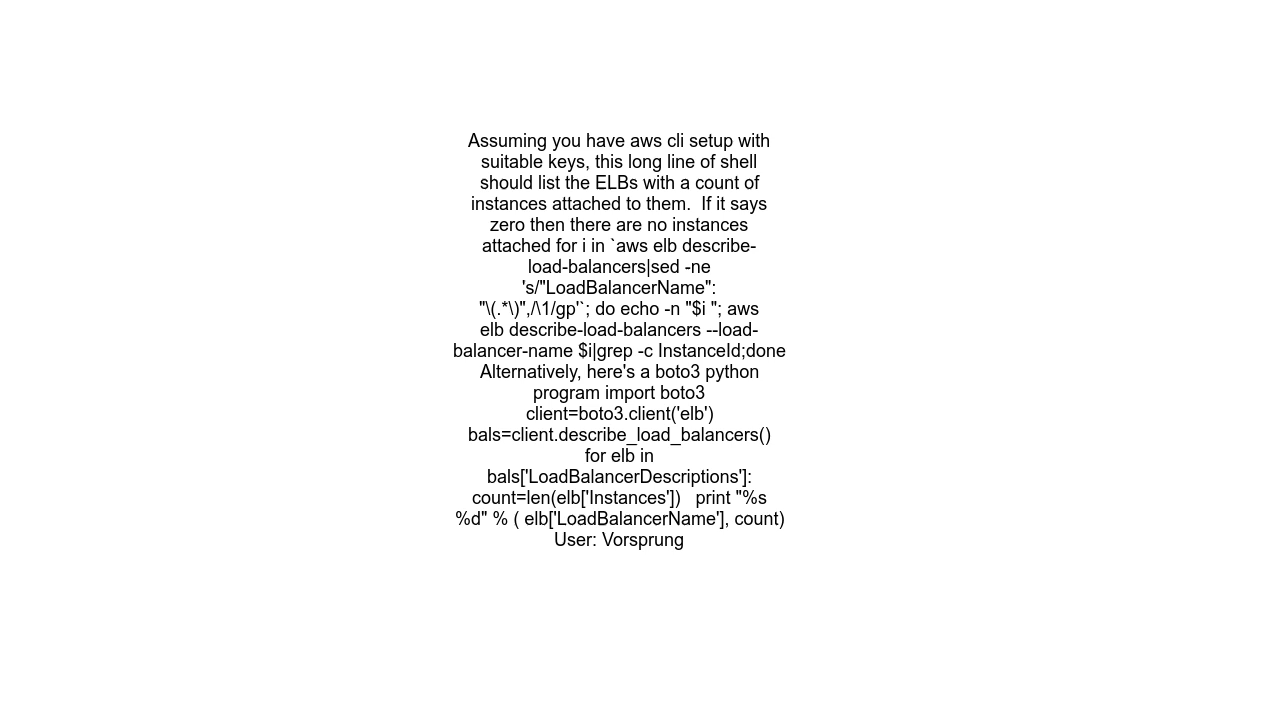 Assuming you have aws cli setup with
suitable keys, this long line of shell
should list the ELBs with a count of
instances attached to them.  If it says
zero then there are no instances
attached for i in `aws elb describe-
load-balancers|sed -ne
's/"LoadBalancerName":
"\(.*\)",/\1/gp'`; do echo -n "$i "; aws
elb describe-load-balancers --load-
balancer-name $i|grep -c InstanceId;done
Alternatively, here's a boto3 python
program import boto3
client=boto3.client('elb')
bals=client.describe_load_balancers()
for elb in
bals['LoadBalancerDescriptions']:
count=len(elb['Instances'])   print "%s
%d" % ( elb['LoadBalancerName'], count)
User: Vorsprung